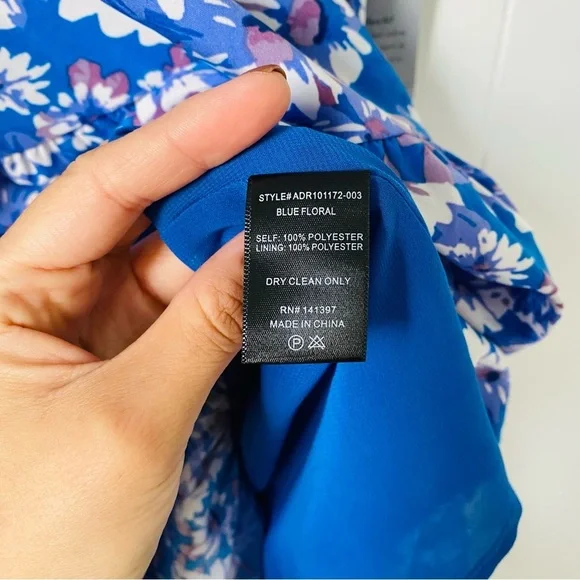 STYLE# ADR101172-003
BLUE FLORAL
SELF: 100% POLYESTER
LINING: 100% POLYESTER
DRY CLEAN ONLY
RN# 141397
MADE IN CHINA
P